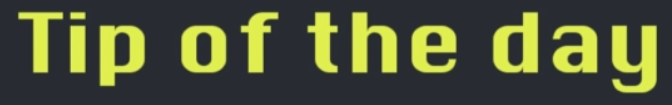 Tip of the day